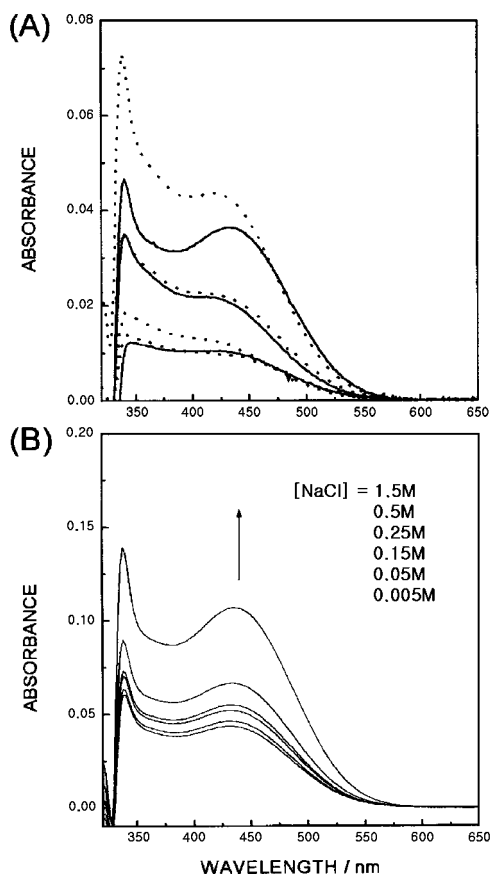 (A)
0.08
0.06
0.04
0.02
0.00
ABSORBANCE
350 400 450 500 550 600 650
(B)
0.20
0.15
0.10
0.05
0.00
ABSORBANCE
[NaCl] = 1.5M
0.5M
0.25M
0.15M
0.05M
0.005M
350 400 450 500 550 600 650
WAVELENGTH / nm